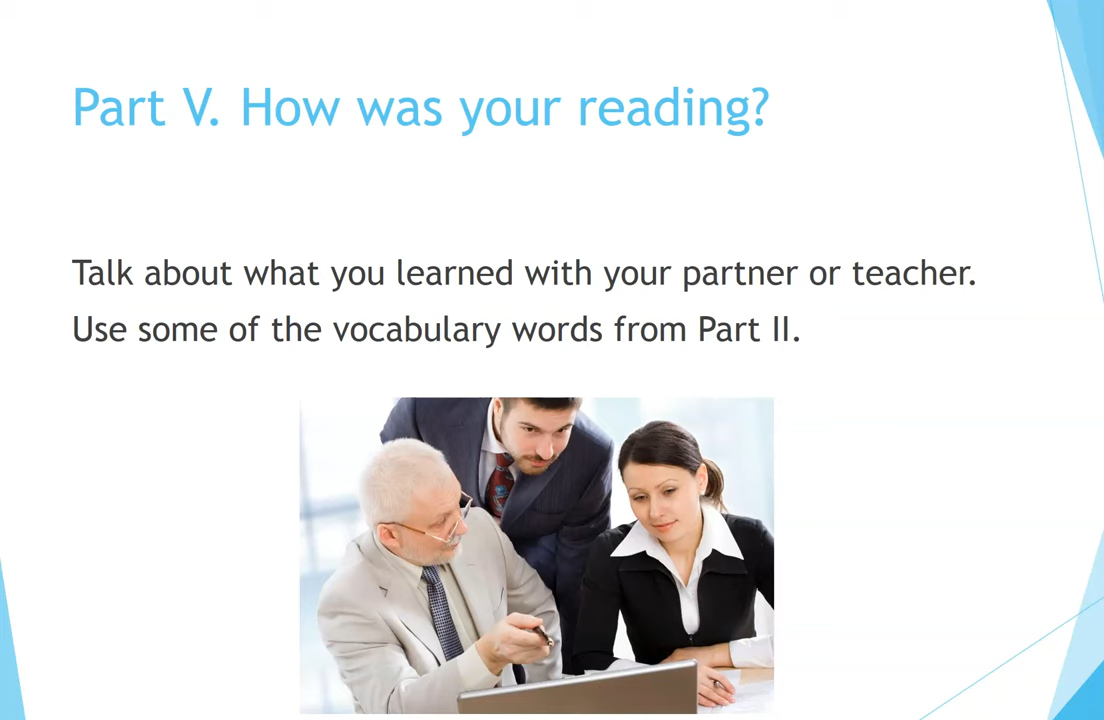 Part V. How was your reading?
Talk about what you learned with your partner or teacher.
Use some of the vocabulary words from Part II.